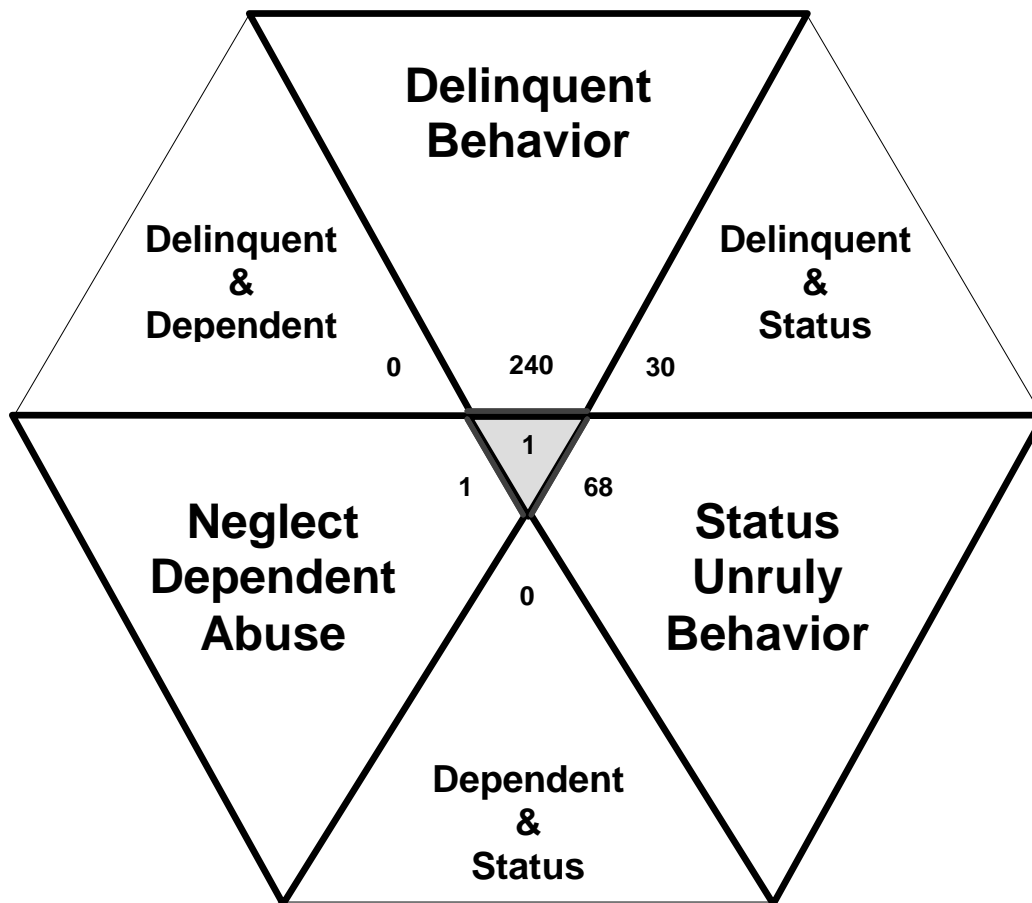 Delinquent
Behavior
Delinquent
&
Dependent
Delinquent
&
Status
0
240
30
1
1
68
Neglect
Dependent
Abuse
Status
Unruly
Behavior
0
Dependent
&
Status